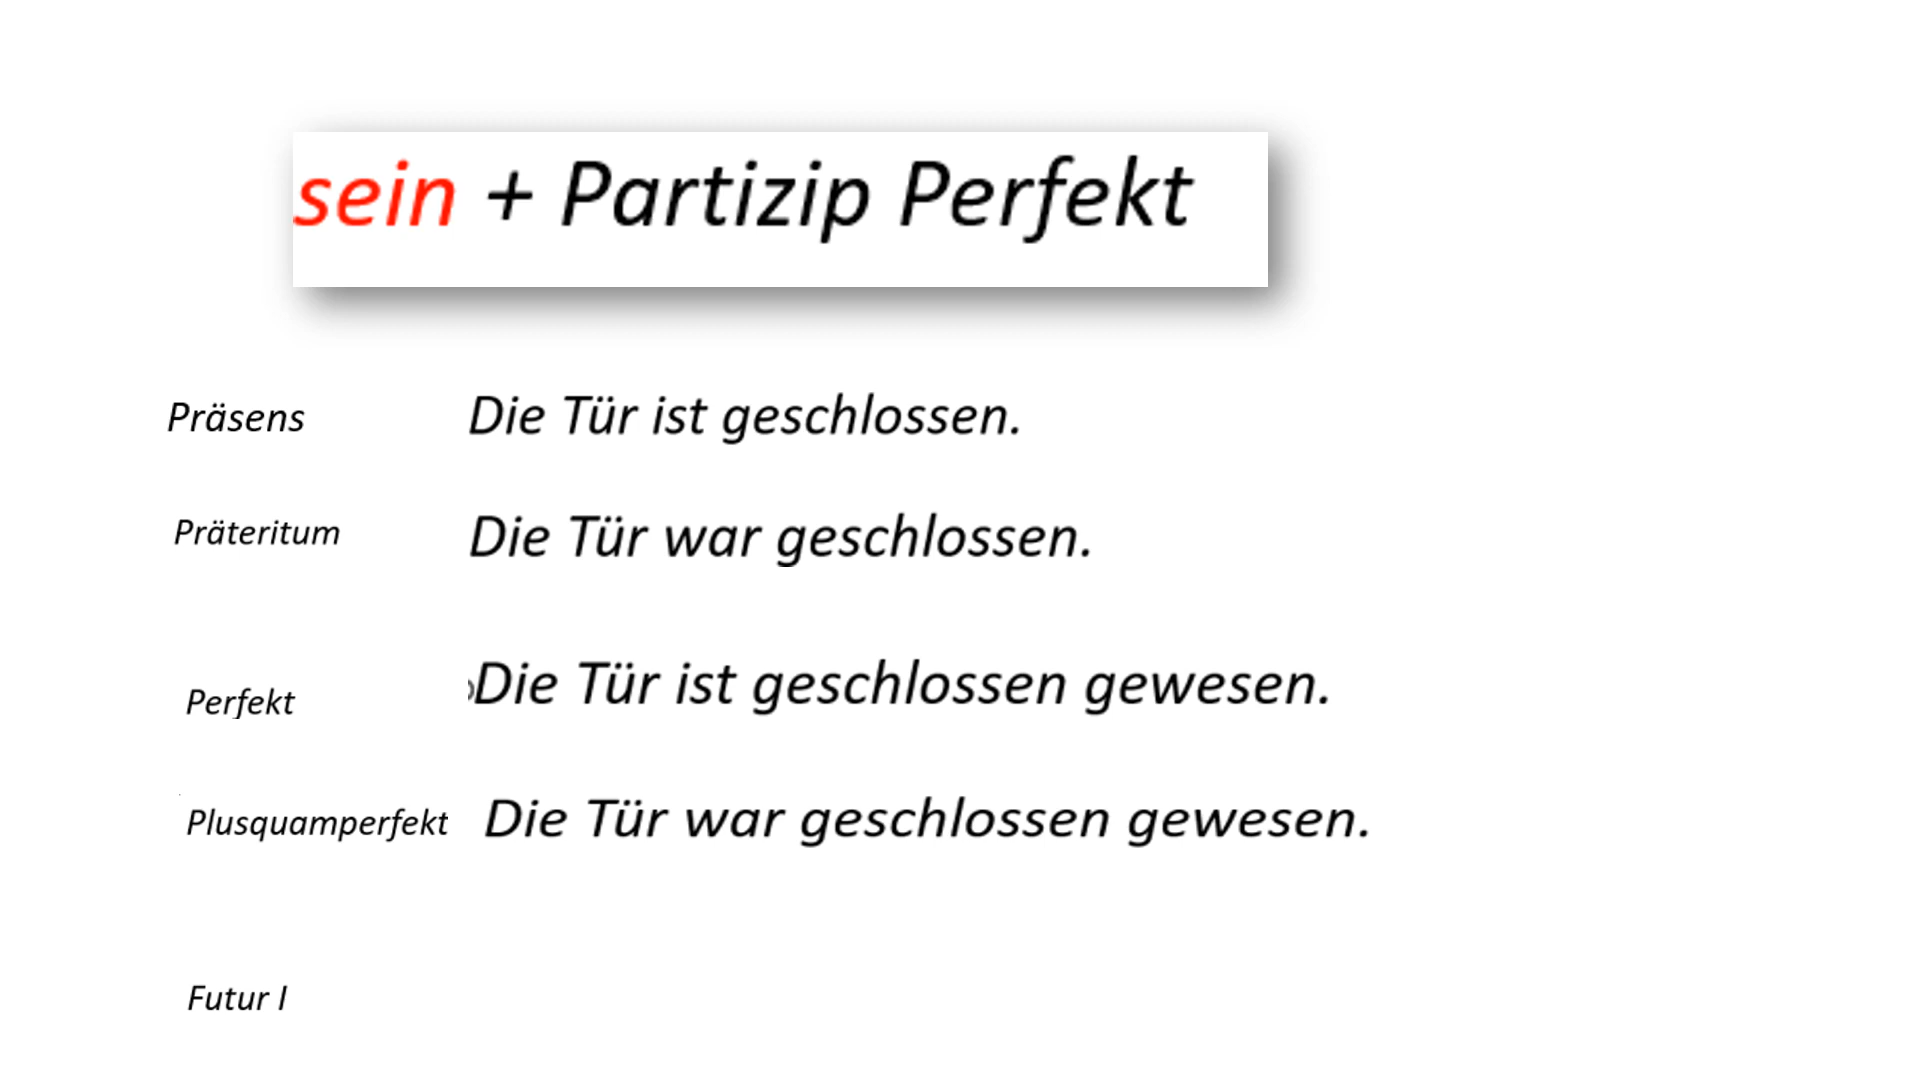 sein + Partizip Perfekt
Präsens Die Tür ist geschlossen.
Präteritum Die Tür war geschlossen.
Perfekt Die Tür ist geschlossen gewesen.
Plusquamperfekt Die Tür war geschlossen gewesen.
Futur I